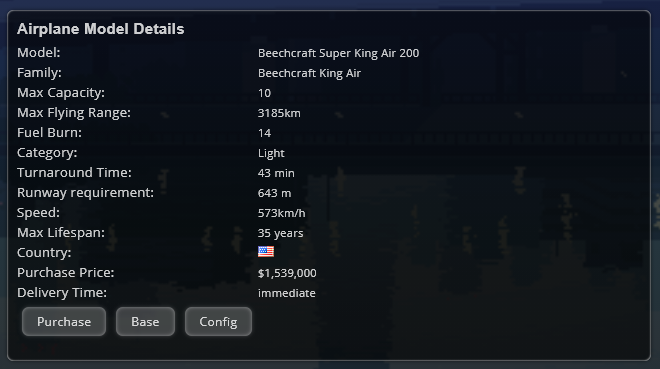 Airplane Model Details
Model: Beechcraft Super King Air 200
Family: Beechcraft King Air
Max Capacity: 10
Max Flying Range: 3185km
Fuel Burn: 14
Category: Light
Turnaround Time: 43 min
Runway requirement: 643 m
Speed: 573km/h
Max Lifespan: 35 years
Country:
Purchase Price: $1,539,000
Delivery Time: immediate
Purchase Base Config